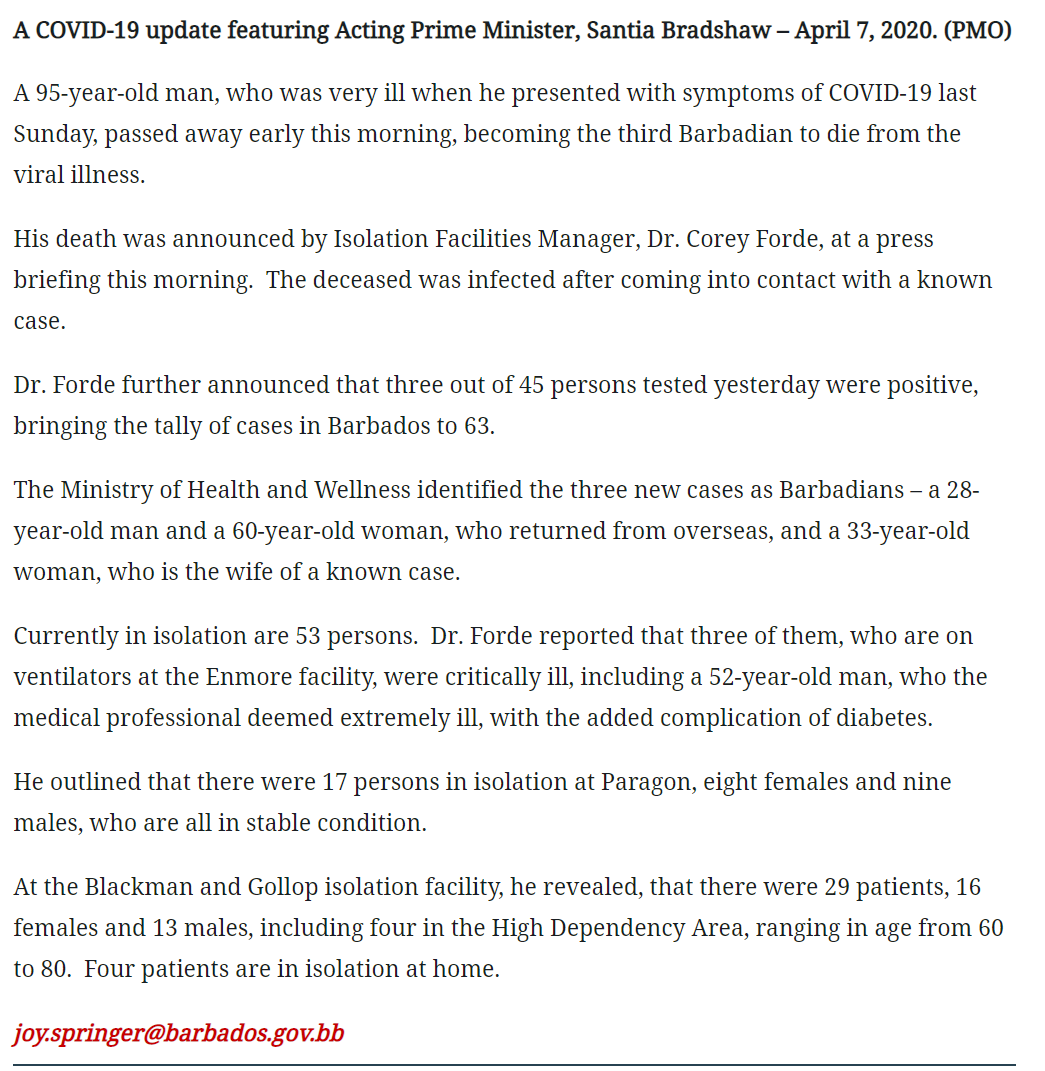 A COVID-19 update featuring Acting Prime Minister, Santia Bradshaw – April 7, 2020. (PMO)
A 95-year-old man, who was very ill when he presented with symptoms of COVID-19 last
Sunday, passed away early this morning, becoming the third Barbadian to die from the
viral illness.
His death was announced by Isolation Facilities Manager, Dr. Corey Forde, at a press
briefing this morning.  The deceased was infected after coming into contact with a known
case.
Dr. Forde further announced that three out of 45 persons tested yesterday were positive,
bringing the tally of cases in Barbados to 63.
The Ministry of Health and Wellness identified the three new cases as Barbadians – a 28-
year-old man and a 60-year-old woman, who returned from overseas, and a 33-year-old
woman, who is the wife of a known case.
Currently in isolation are 53 persons.  Dr. Forde reported that three of them, who are on
ventilators at the Enmore facility, were critically ill, including a 52-year-old man, who the
medical professional deemed extremely ill, with the added complication of diabetes.
He outlined that there were 17 persons in isolation at Paragon, eight females and nine
males, who are all in stable condition.
At the Blackman and Gollop isolation facility, he revealed, that there were 29 patients, 16
females and 13 males, including four in the High Dependency Area, ranging in age from 60
to 80.  Four patients are in isolation at home.
joy.springer@barbados.gov.bb